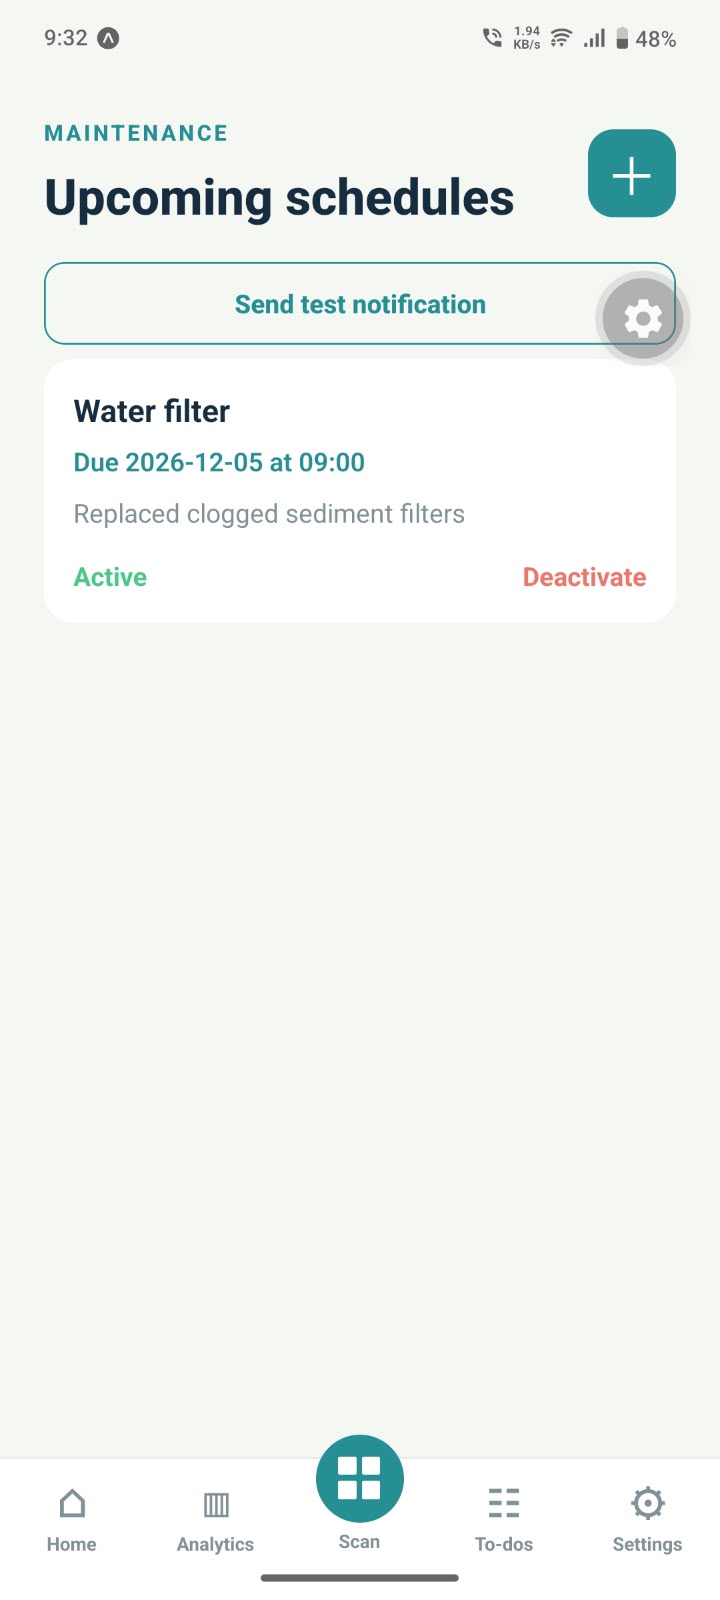 9:32
1.94
KB/s
48%
MAINTENANCE
Upcoming schedules
Send test notification
Water filter
Due 2026-12-05 at 09:00
Replaced clogged sediment filters
Active
Deactivate
Home
Analytics
Scan
To-dos
Settings